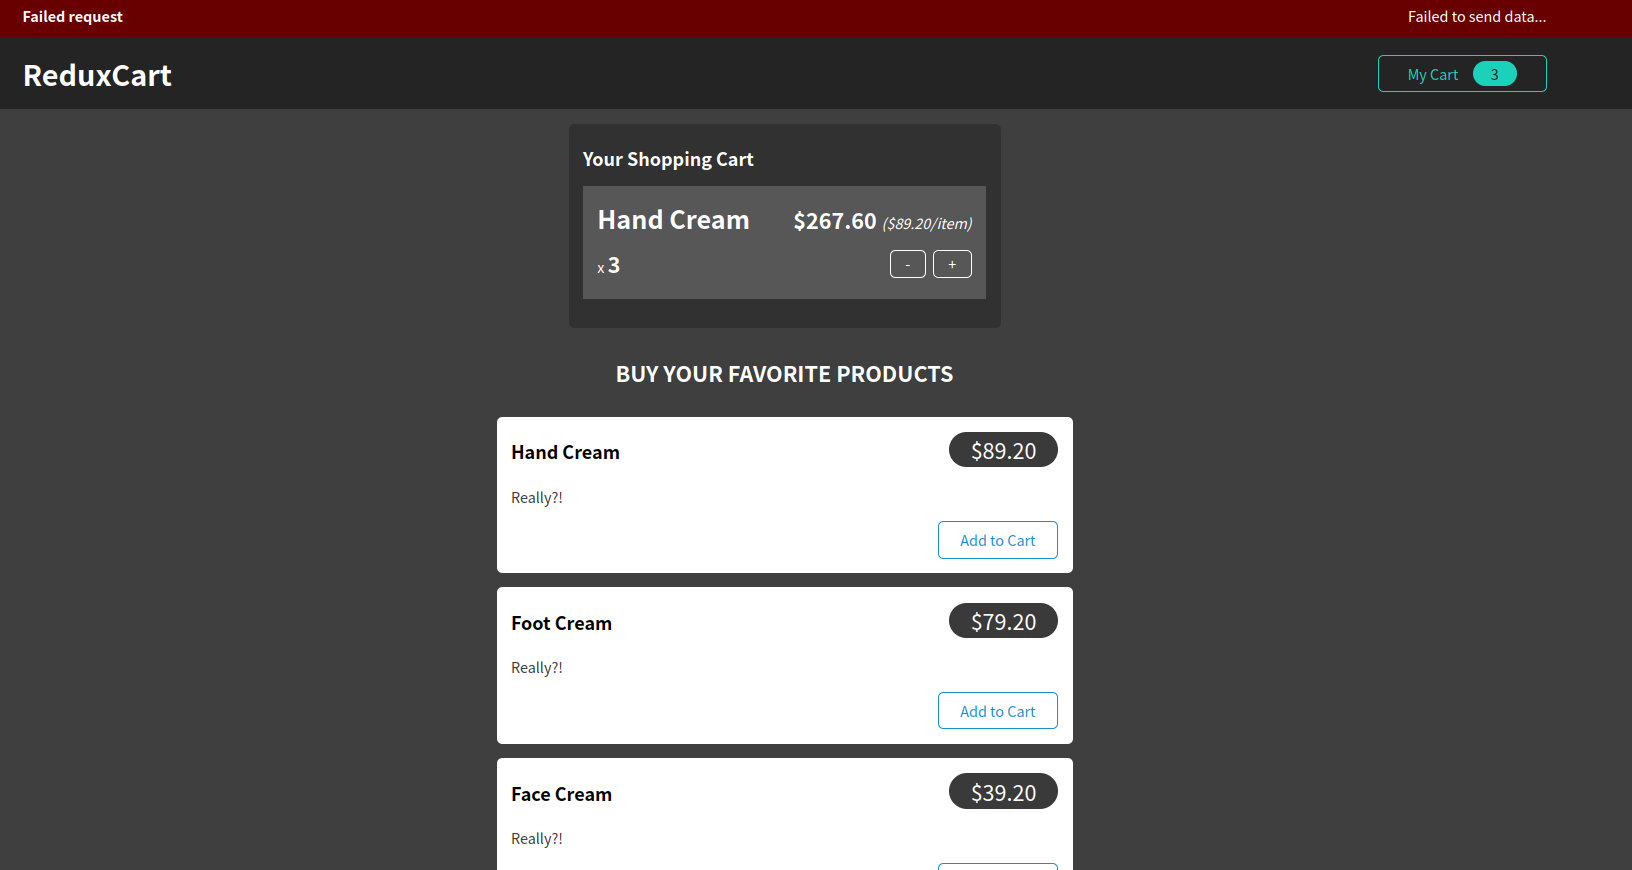 Failed request Failed to send data...
ReduxCart My Cart 3
Your Shopping Cart
Hand Cream $267.60 ($89.20/item)
x 3 - +
BUY YOUR FAVORITE PRODUCTS
Hand Cream $89.20
Really?!
Add to Cart
Foot Cream $79.20
Really?!
Add to Cart
Face Cream $39.20
Really?!